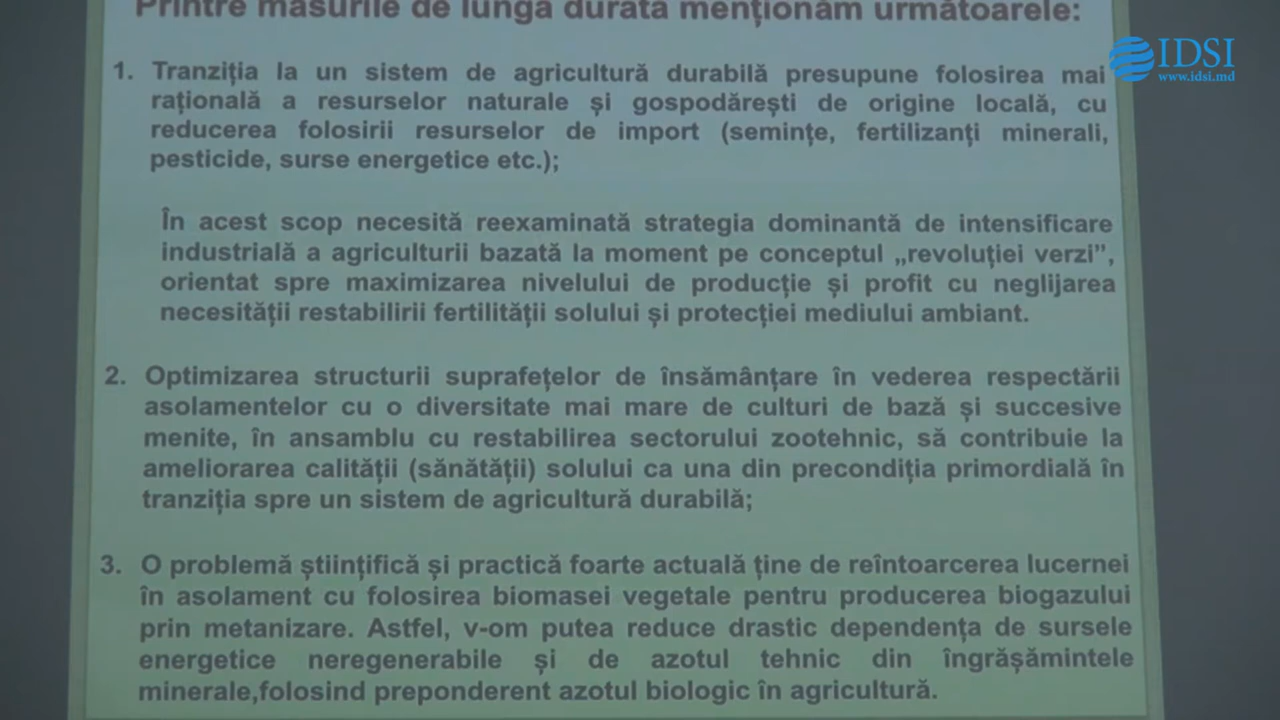 Printre măsurile de lungă durată menționăm următoarele:
IDSI
www.idsi.md
1. Tranziția la un sistem de agricultură durabilă presupune folosirea mai
rațională a resurselor naturale și gospodărești de origine locală, cu
reducerea folosirii resurselor de import (semințe, fertilizanți minerali,
pesticide, surse energetice etc.);
În acest scop necesită reexaminată strategia dominantă de intensificare
industrială a agriculturii bazată la moment pe conceptul „revoluției verzi”,
orientat spre maximizarea nivelului de producție și profit cu neglijarea
necesității restabilirii fertilității solului și protecției mediului ambiant.
2. Optimizarea structurii suprafețelor de însămânțare în vederea respectării
asolamentelor cu o diversitate mai mare de culturi de bază și succesive
menite, în ansamblu cu restabilirea sectorului zootehnic, să contribuie la
ameliorarea calității (sănătății) solului ca una din precondiția primordială în
tranziția spre un sistem de agricultură durabilă;
3. O problemă științifică și practică foarte actuală ține de reîntoarcerea lucernei
în asolament cu folosirea biomasei vegetale pentru producerea biogazului
prin metanizare. Astfel, v-om putea reduce drastic dependența de sursele
energetice neregenerabile și de azotul tehnic din îngrășămintele
minerale,folosind preponderent azotul biologic în agricultură.